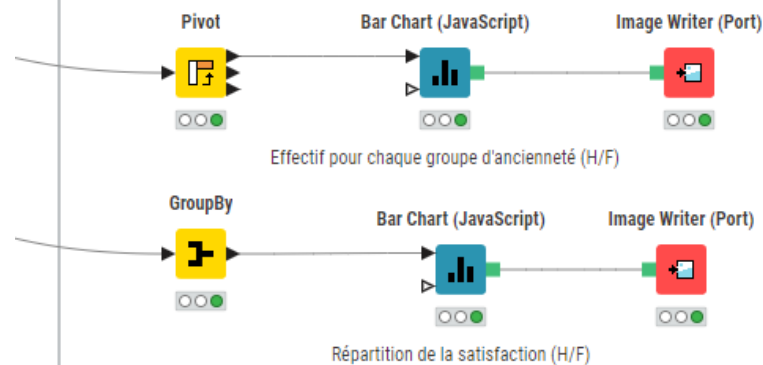 Pivot
Bar Chart (JavaScript)
Image Writer (Port)
Effectif pour chaque groupe d'ancienneté (H/F)
GroupBy
Bar Chart (JavaScript)
Image Writer (Port)
Répartition de la satisfaction (H/F)